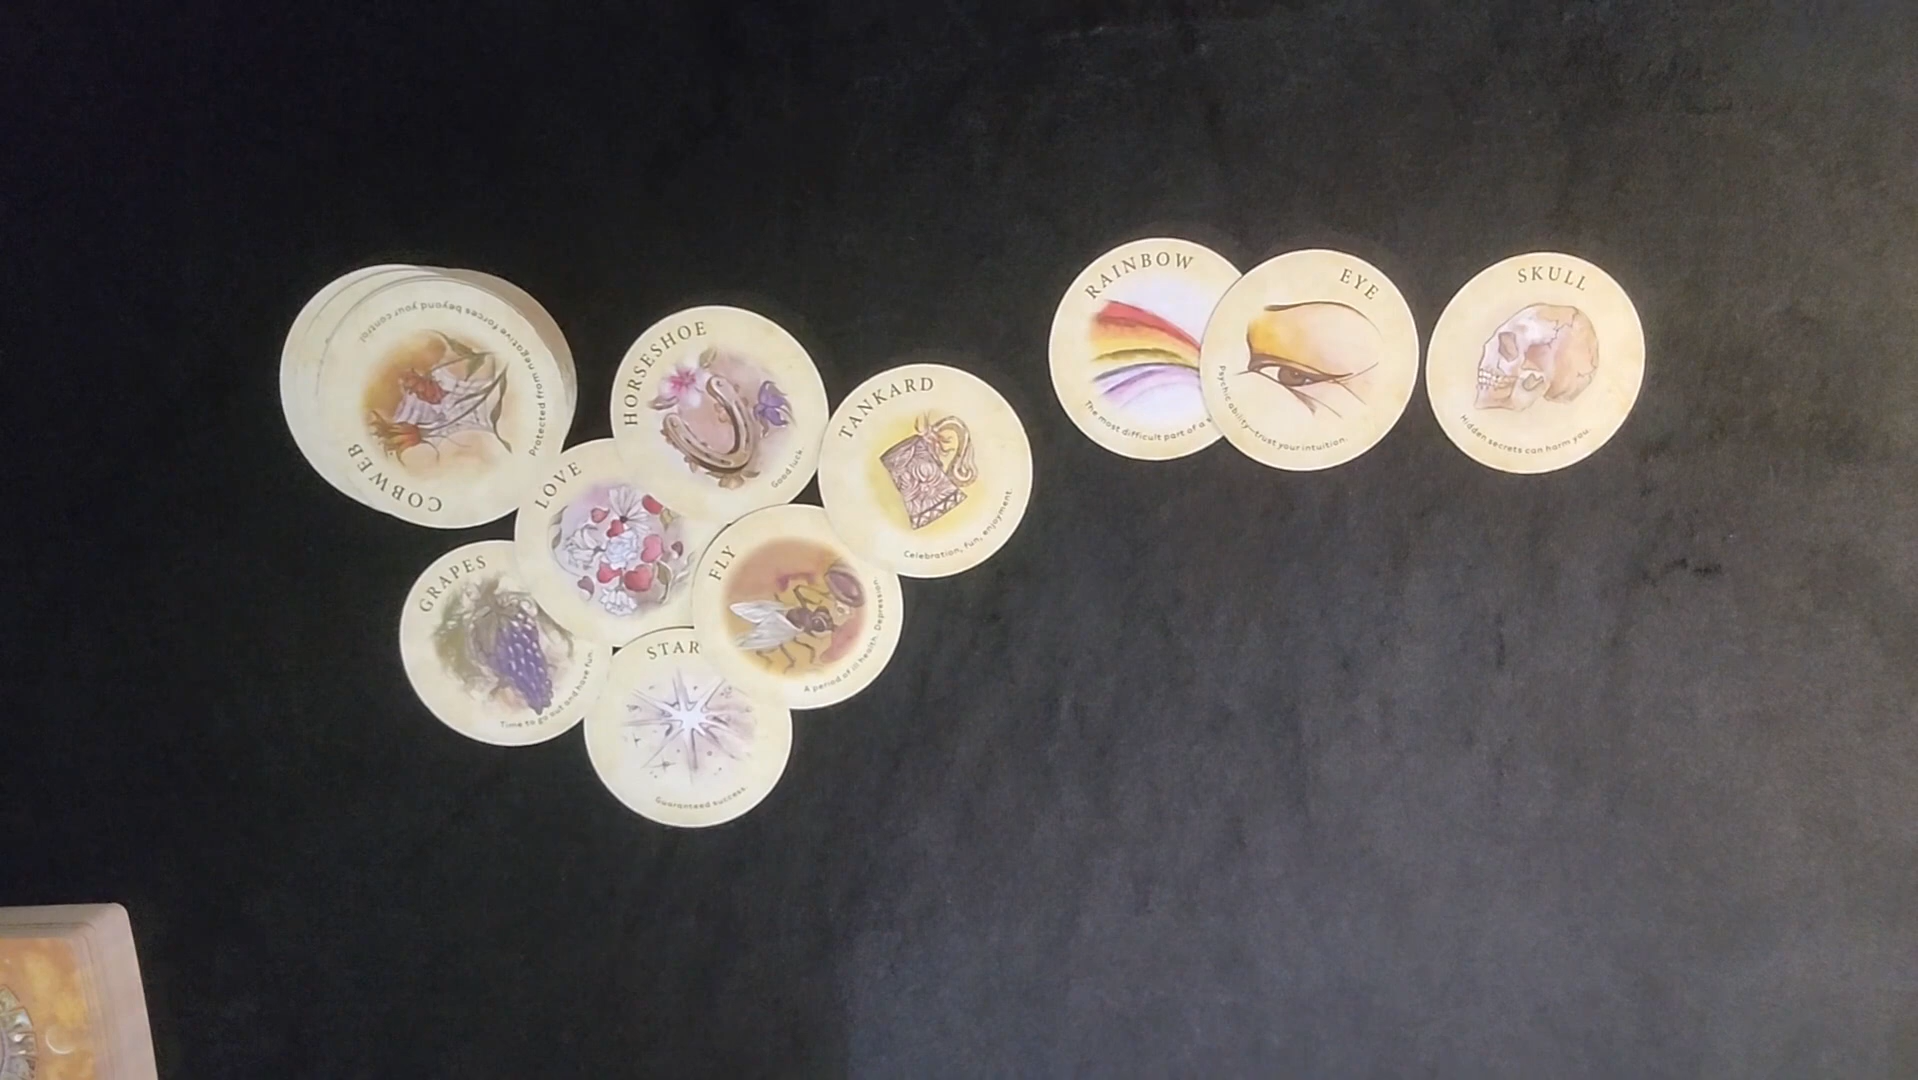 COBWEB
Protected from negative forces beyond your control.
HORSESHOE
Good luck.
LOVE
TANKARD
Celebration, fun, enjoyment.
GRAPES
Time to go out and have fun.
FLY
A period of ill health. Depression.
STAR
Guaranteed success.
RAINBOW
The most difficult part of a
EYE
Psychic ability—trust your intuition.
SKULL
Hidden secrets can harm you.